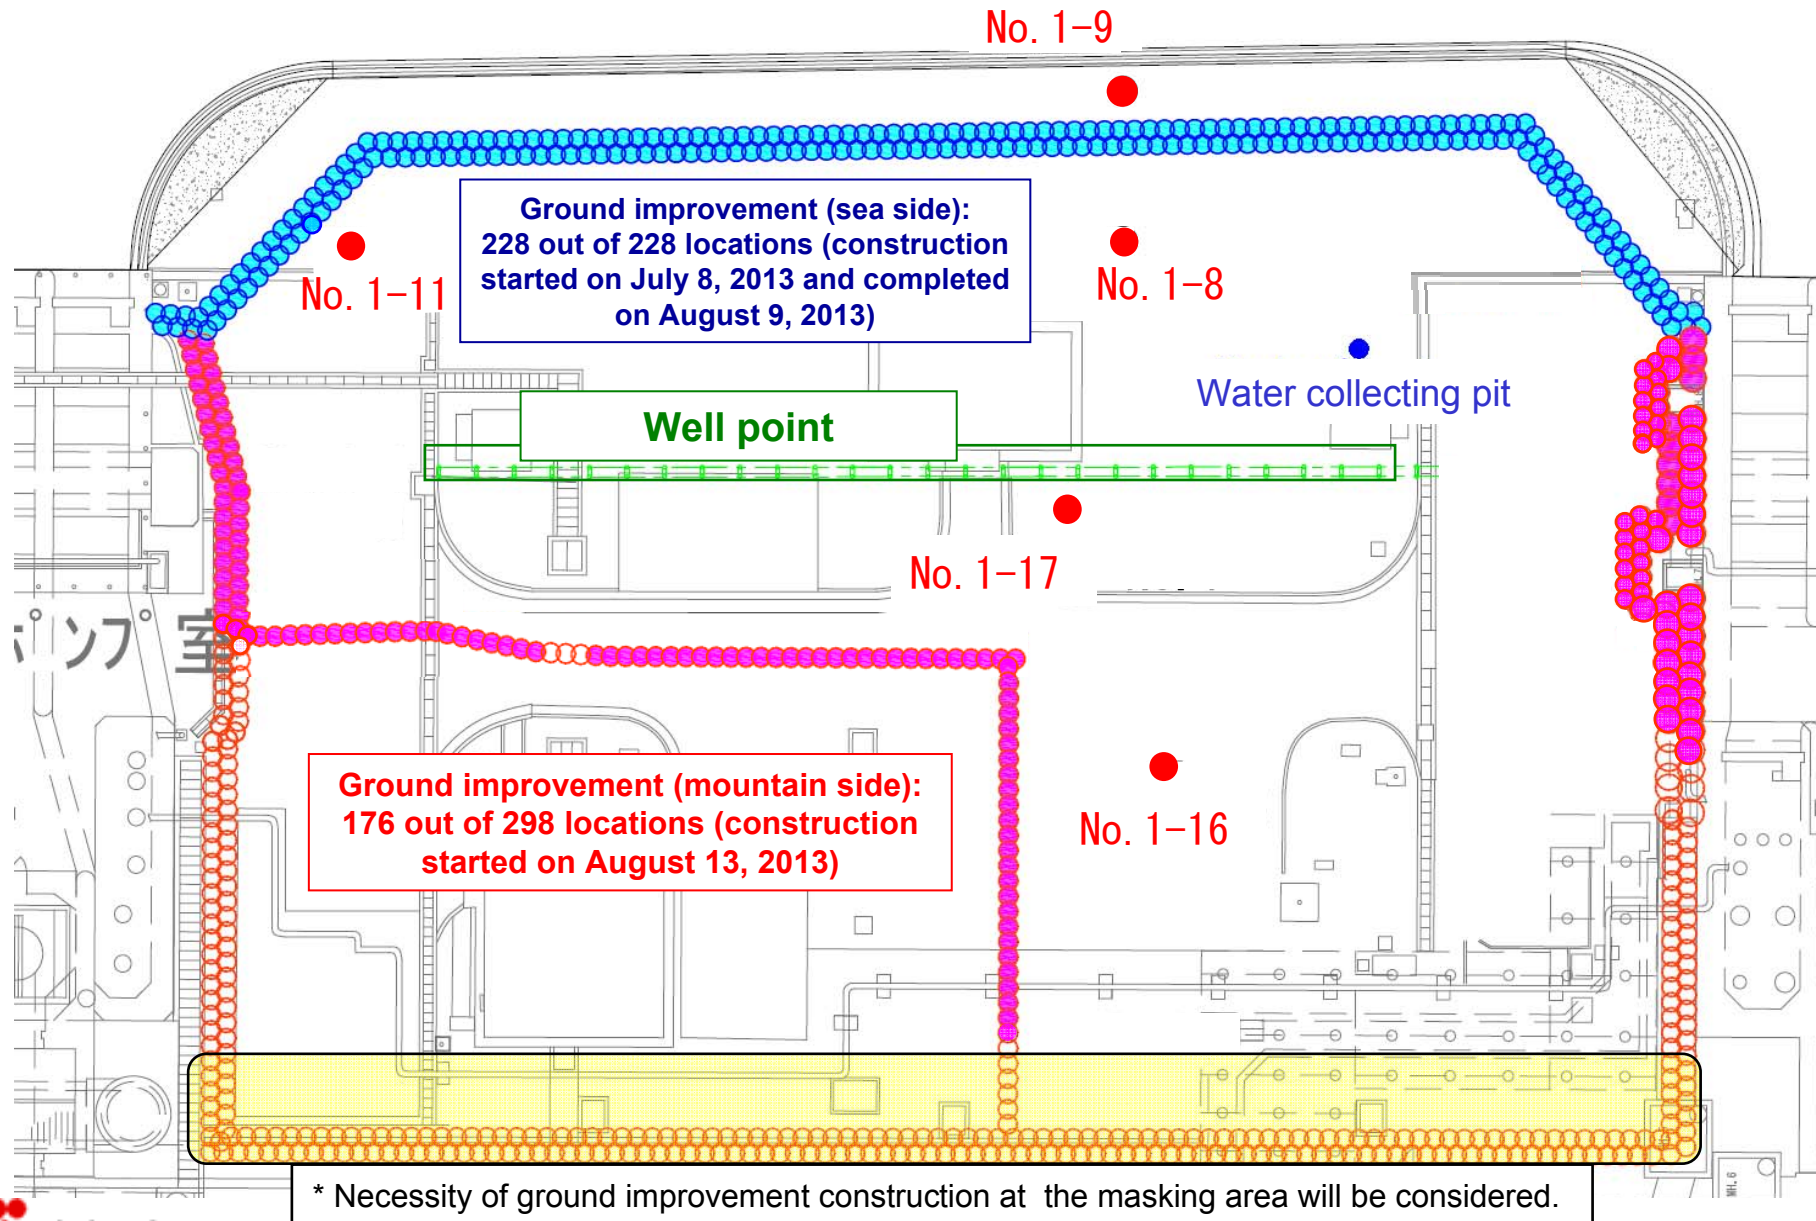 No. 1-9
Ground improvement (sea side):
228 out of 228 locations (construction
started on July 8, 2013 and completed
on August 9, 2013)
No. 1-11
No. 1-8
Water collecting pit
Well point
No. 1-17
ポンプ室
Ground improvement (mountain side):
176 out of 298 locations (construction
started on August 13, 2013)
No. 1-16
* Necessity of ground improvement construction at the masking area will be considered.